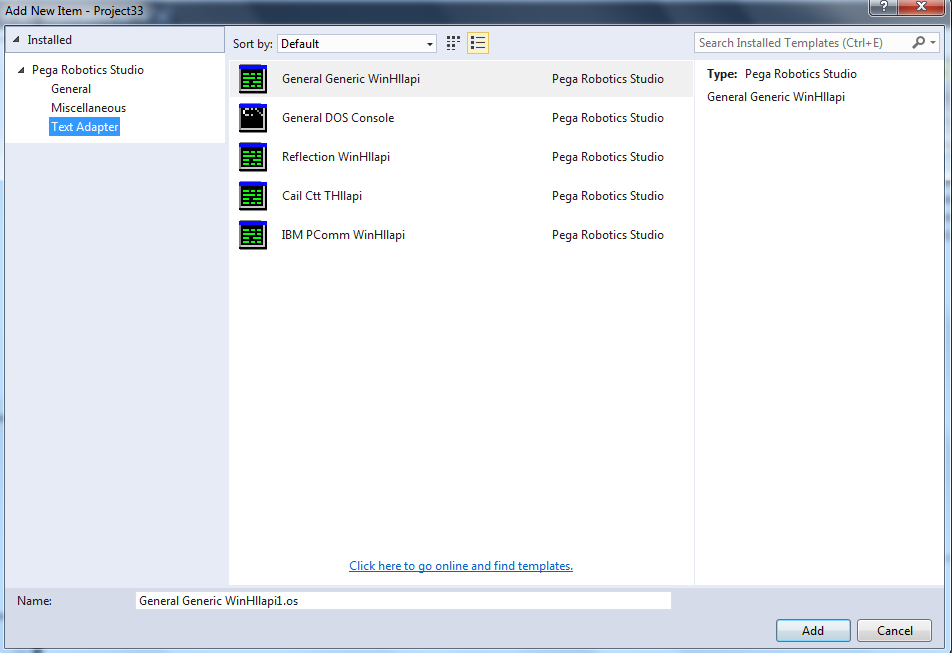 Add New Item - Project33
?
Installed
Sort by: Default
Search Installed Templates (Ctrl+E)
Pega Robotics Studio
General
Miscellaneous
Text Adapter
General Generic WinHllapi Pega Robotics Studio
General DOS Console Pega Robotics Studio
Reflection WinHllapi Pega Robotics Studio
Cail Ctt THllapi Pega Robotics Studio
IBM PComm WinHllapi Pega Robotics Studio
Type: Pega Robotics Studio
General Generic WinHllapi
Click here to go online and find templates.
Name: General Generic WinHllapi1.os
Add Cancel